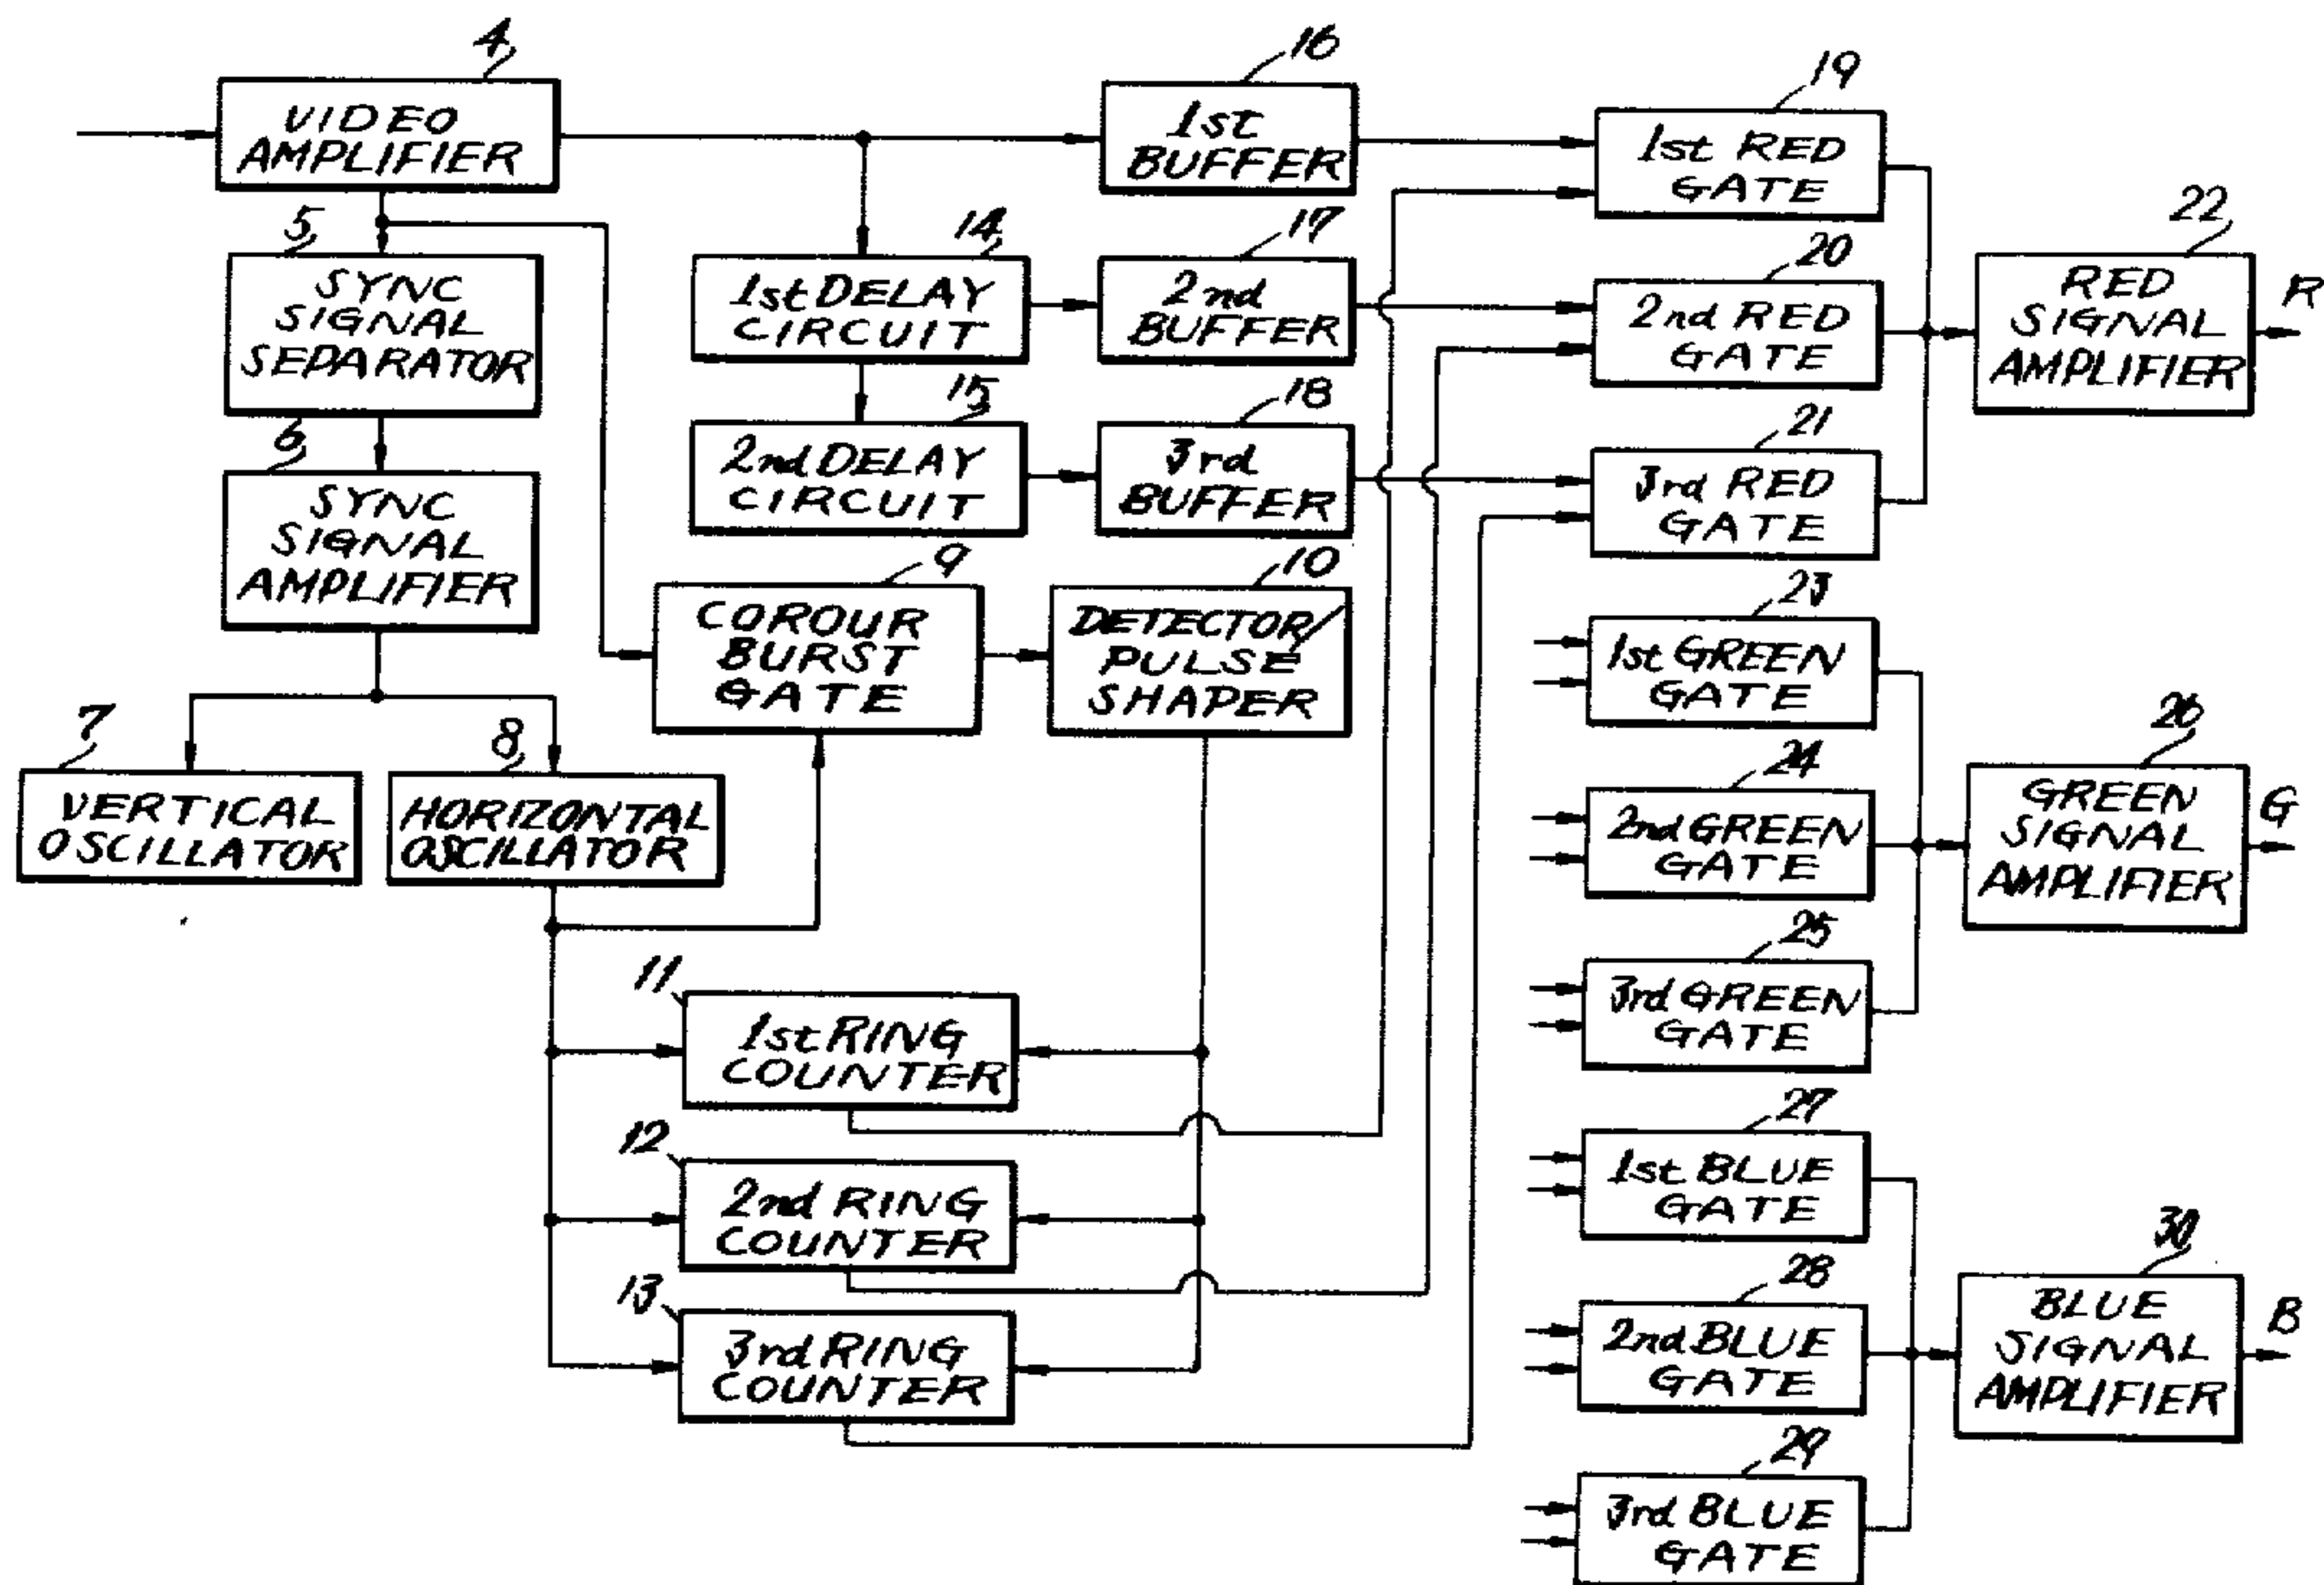 4
VIDEO
AMPLIFIER
16
1st
BUFFER
19
1st RED
GATE
5
SYNC
SIGNAL
SEPARATOR
14
1st DELAY
CIRCUIT
17
2nd
BUFFER
20
2nd RED
GATE
22
RED
SIGNAL
AMPLIFIER
R
6
SYNC
SIGNAL
AMPLIFIER
15
2nd DELAY
CIRCUIT
18
3rd
BUFFER
21
3rd RED
GATE
9
COROUR
BURST
GATE
10
DETECTOR/
PULSE
SHAPER
23
1st GREEN
GATE
7
VERTICAL
OSCILLATOR
8
HORIZONTAL
OSCILLATOR
24
2nd GREEN
GATE
26
GREEN
SIGNAL
AMPLIFIER
G
25
3rd GREEN
GATE
11
1st RING
COUNTER
12
2nd RING
COUNTER
13
3rd RING
COUNTER
27
1st BLUE
GATE
28
2nd BLUE
GATE
30
BLUE
SIGNAL
AMPLIFIER
B
29
3rd BLUE
GATE